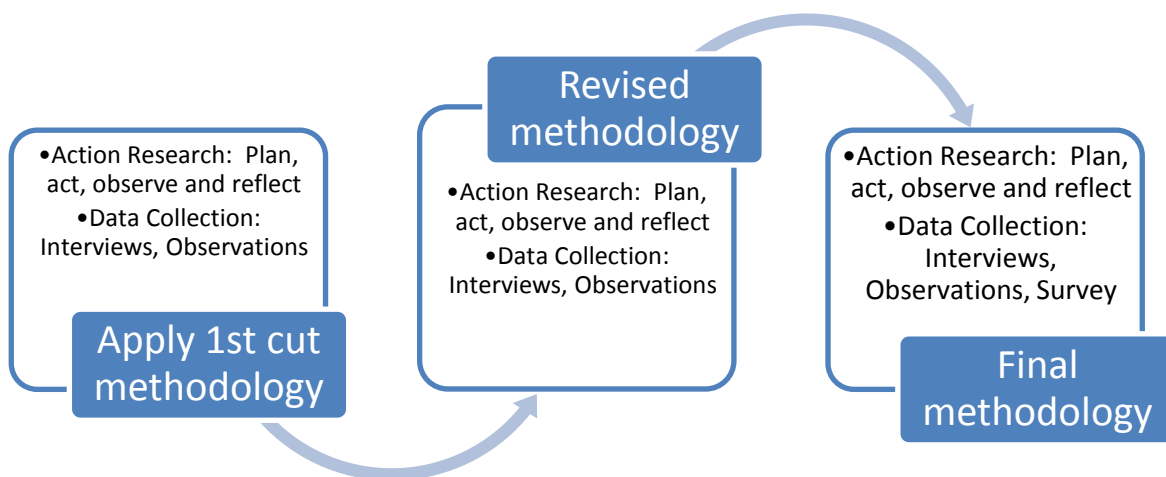 •Action Research: Plan,
act, observe and reflect
•Data Collection:
Interviews, Observations
Apply 1st cut
methodology
Revised
methodology
•Action Research: Plan,
act, observe and reflect
•Data Collection:
Interviews, Observations
•Action Research: Plan,
act, observe and reflect
•Data Collection:
Interviews,
Observations, Survey
Final
methodology